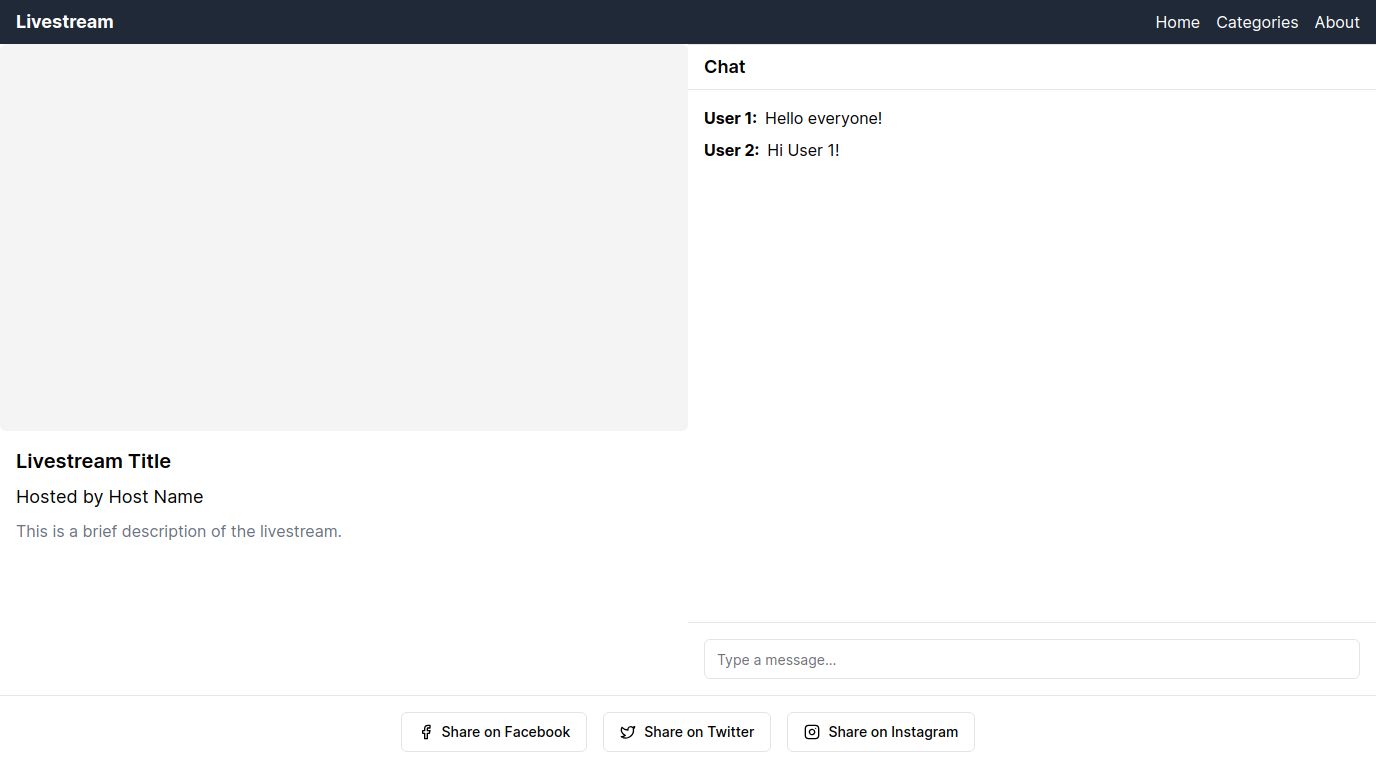 Livestream
Home Categories About
Livestream Title
Hosted by Host Name
This is a brief description of the livestream.
Chat
User 1: Hello everyone!
User 2: Hi User 1!
Type a message...
Share on Facebook
Share on Twitter
Share on Instagram